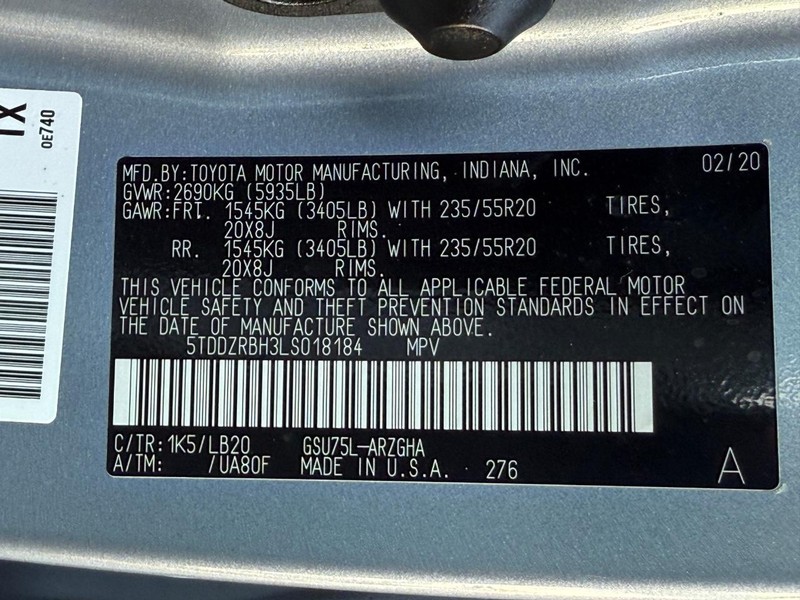 TX
0E740
MFD.BY:TOYOTA MOTOR MANUFACTURING, INDIANA, INC. 02/20
GVWR:2690KG (5935LB)
GAWR:FRT. 1545KG (3405LB) WITH 235/55R20 TIRES,
20X8J RIMS.
RR. 1545KG (3405LB) WITH 235/55R20 TIRES,
20X8J RIMS.
THIS VEHICLE CONFORMS TO ALL APPLICABLE FEDERAL MOTOR
VEHICLE SAFETY AND THEFT PREVENTION STANDARDS IN EFFECT ON
THE DATE OF MANUFACTURE SHOWN ABOVE.
5TDDZRBH3LS018184 MPV
C/TR:1K5/LB20 GSU75L-ARZGHA
A/TM: /UA80F MADE IN U.S.A. 276 A